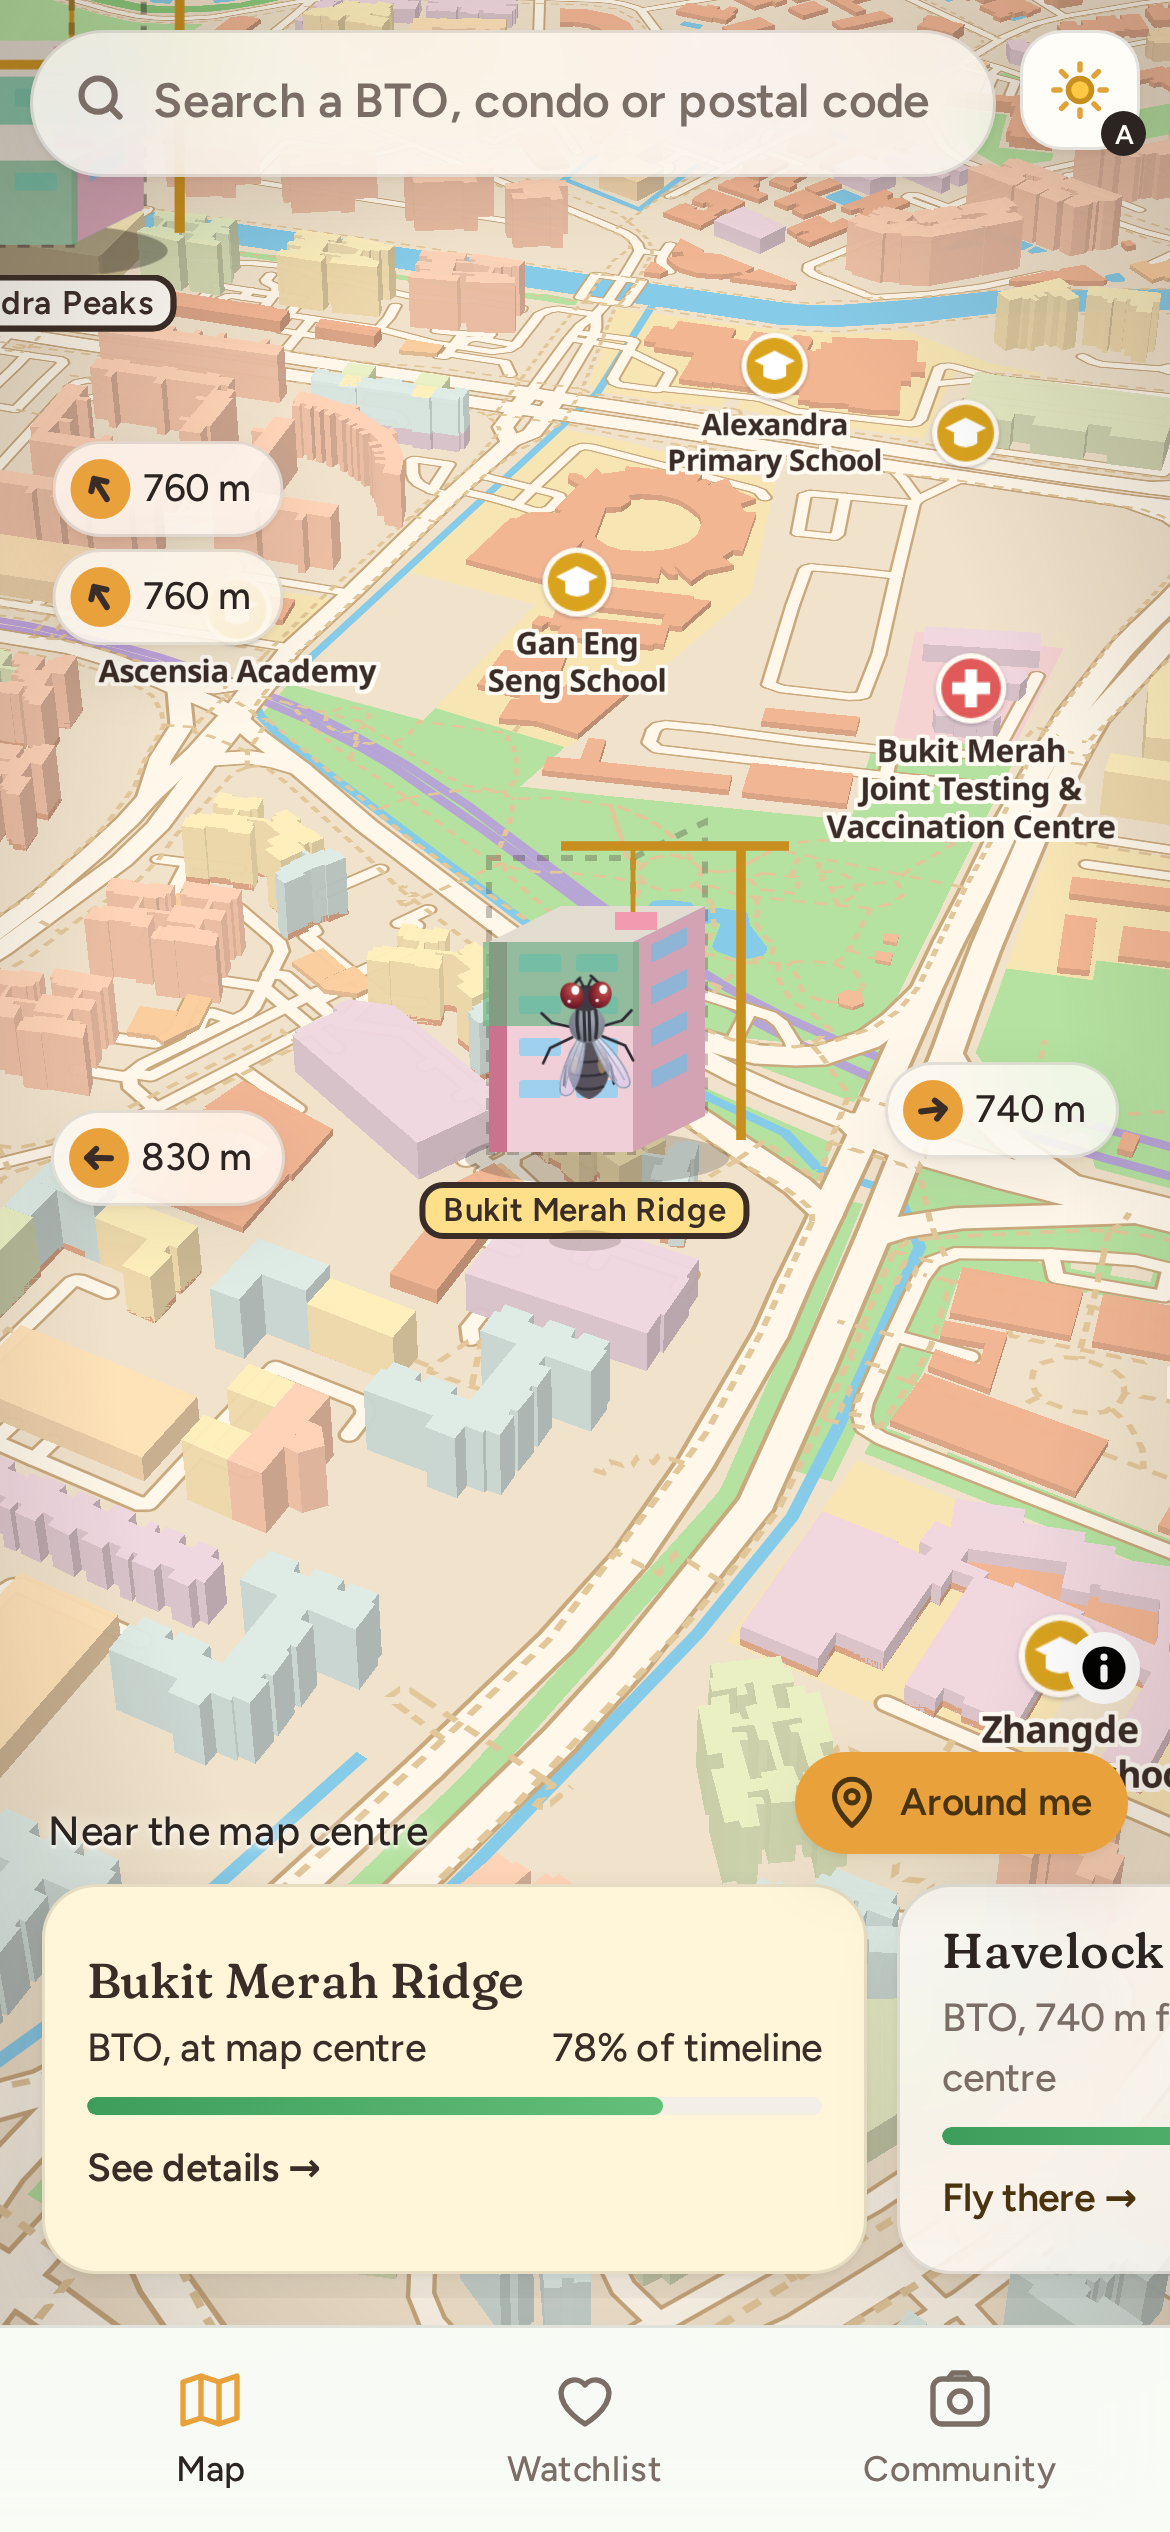 Search a BTO, condo or postal code
A
dra Peaks
Alexandra
Primary School
760 m
760 m
Ascensia Academy
Gan Eng
Seng School
Bukit Merah
Joint Testing &
Vaccination Centre
740 m
830 m
Bukit Merah Ridge
Zhangde
Around me
Near the map centre
Bukit Merah Ridge
BTO, at map centre
78% of timeline
See details →
Havelock
BTO, 740 m f
centre
Fly there →
Map
Watchlist
Community